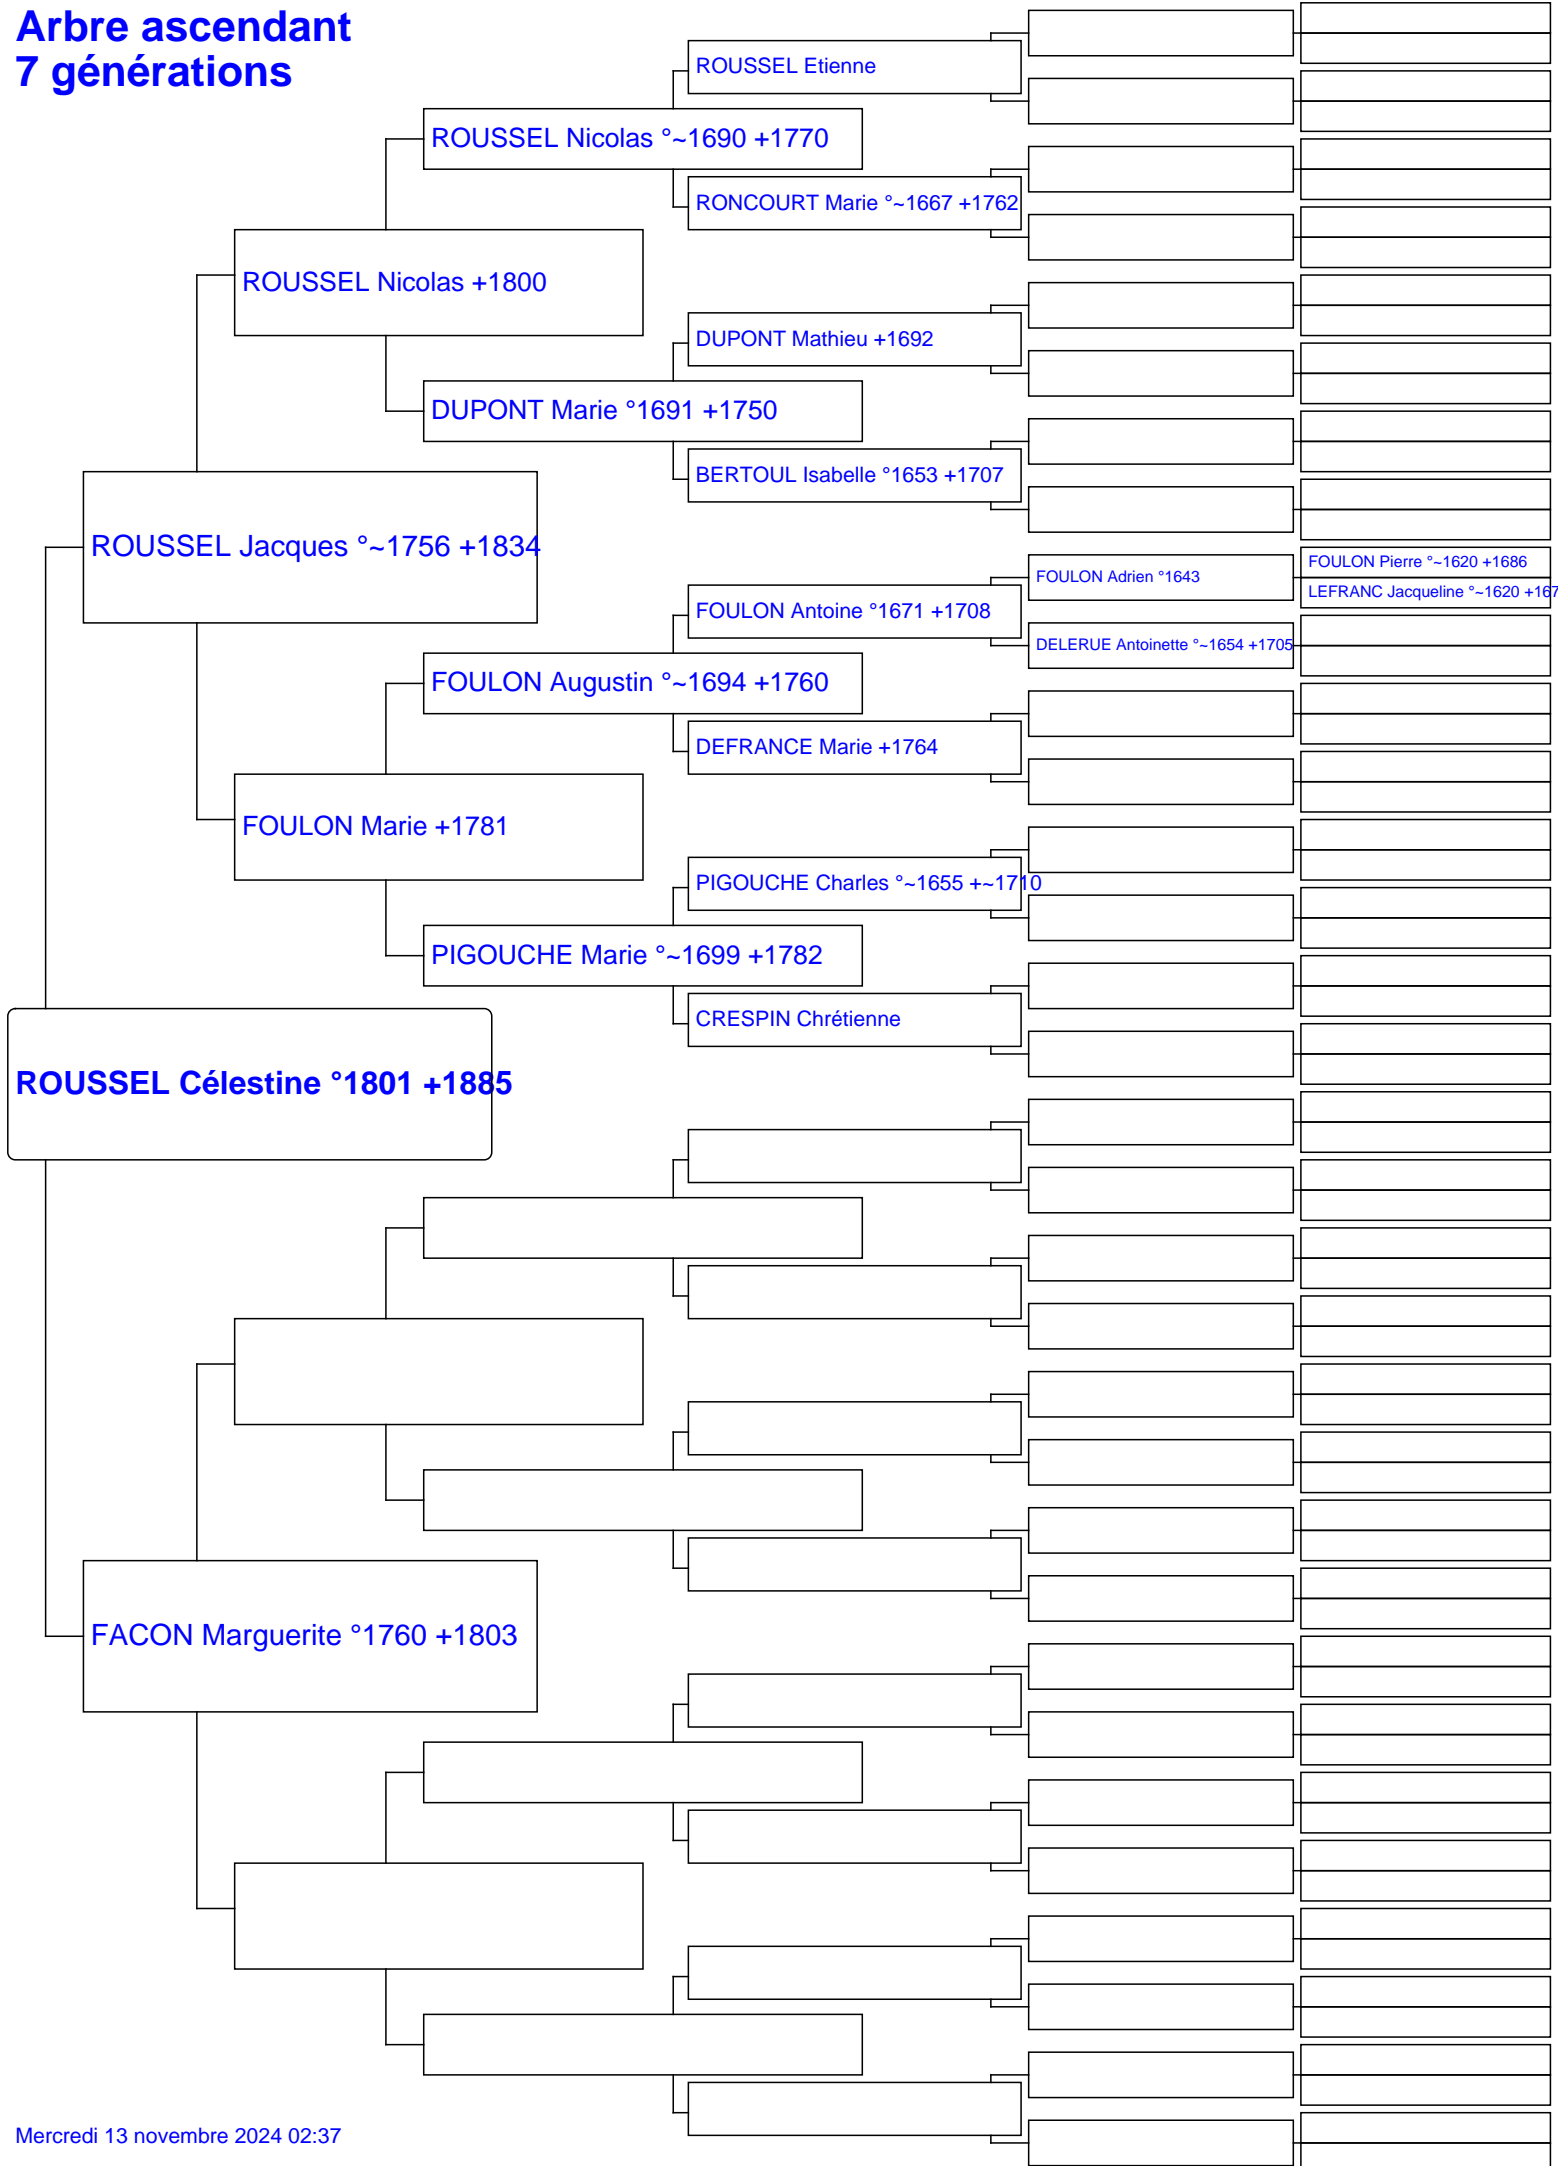 Arbre ascendant
7 générations
ROUSSEL Etienne
ROUSSEL Nicolas °~1690 +1770
RONCOURT Marie °~1667 +1762
ROUSSEL Nicolas +1800
DUPONT Mathieu +1692
DUPONT Marie °1691 +1750
BERTOUL Isabelle °1653 +1707
ROUSSEL Jacques °~1756 +1834
FOULON Pierre °~1620 +1686
FOULON Adrien °1643
LEFRANC Jacqueline °~1620
FOULON Antoine °1671 +1708
DELERUE Antoinette °~1654 +1705
FOULON Augustin °~1694 +1760
DEFRANCE Marie +1764
FOULON Marie +1781
PIGOUCHE Charles °~1655 +~1710
PIGOUCHE Marie °~1699 +1782
CRESPIN Chrétienne
ROUSSEL Célestine °1801 +1885
FACON Marguerite °1760 +1803
Mercredi 13 novembre 2024 02:37